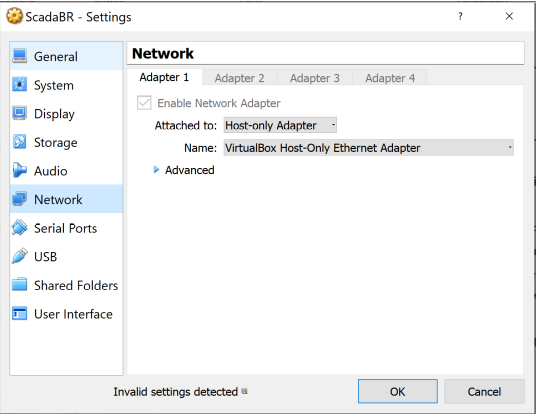 ScadaBR - Settings
?
×
General
System
Display
Storage
Audio
Network
Serial Ports
USB
Shared Folders
User Interface
Network
Adapter 1 Adapter 2 Adapter 3 Adapter 4
Enable Network Adapter
Attached to: Host-only Adapter
Name: VirtualBox Host-Only Ethernet Adapter
Advanced
Invalid settings detected
OK
Cancel